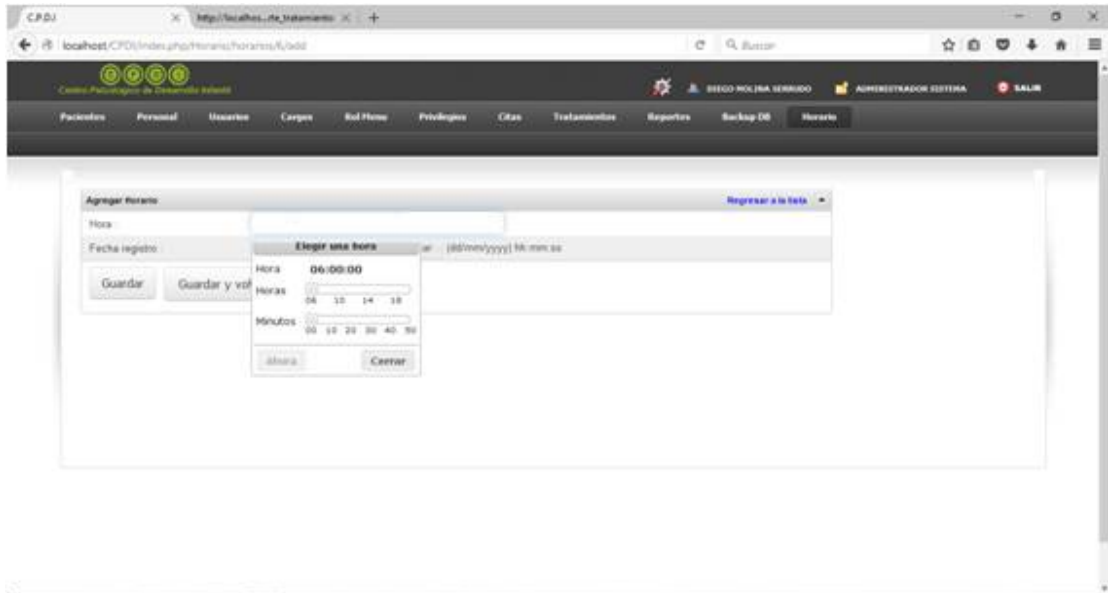 C.P.D.I
http://localhos...rte_tratamiento
localhost/CPDI/index.php/Horario/horarios/6/add
Buscar
C P D I
Centro Psicológico de Desarrollo Infantil
DIEGO MOLINA SERRUDO
ADMINISTRADOR SISTEMA
SALIR
Pacientes Personal Usuarios Cargos Rol Menu Privilegios Citas Tratamientos Reportes Backup DB Horario
Agregar Horario
Regresar a la lista
Hora :
Fecha registro :
ar (dd/mm/yyyy) hh:mm:ss
Guardar
Guardar y vol
Elegir una hora
Hora 06:00:00
Horas
06 10 14 18
Minutos
00 10 20 30 40 50
Ahora
Cerrar